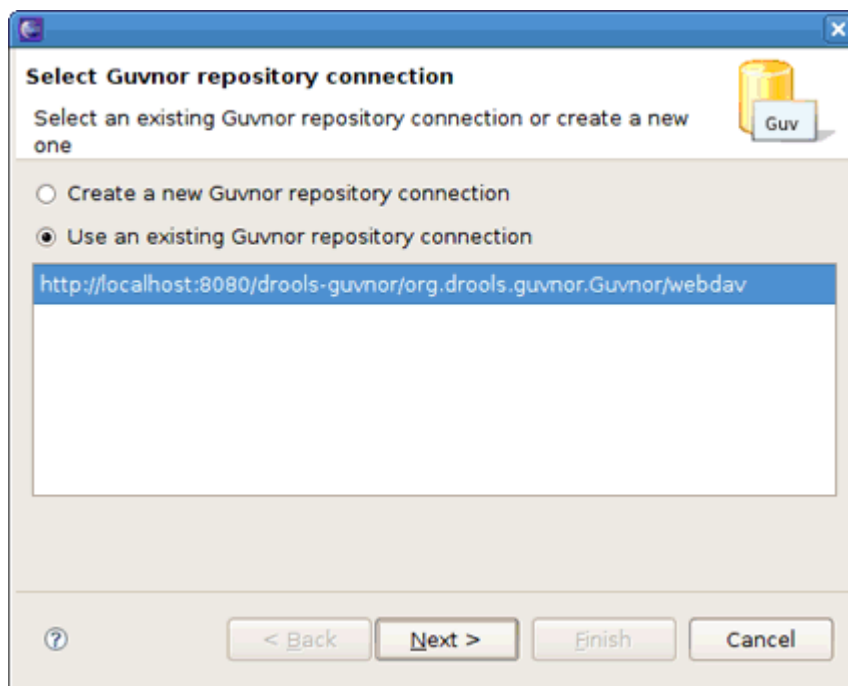 Select Guvnor repository connection
Select an existing Guvnor repository connection or create a new
one
Guv
Create a new Guvnor repository connection
Use an existing Guvnor repository connection
http://localhost:8080/drools-guvnor/org.drools.guvnor.Guvnor/webdav
? < Back Next > Finish Cancel